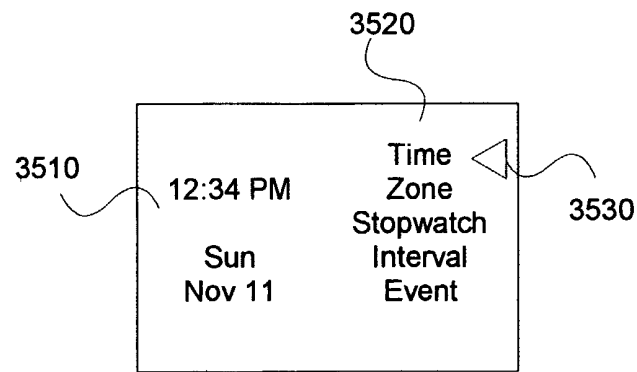 3520
3510
12:34 PM
Sun
Nov 11
Time
Zone
Stopwatch
Interval
Event
3530